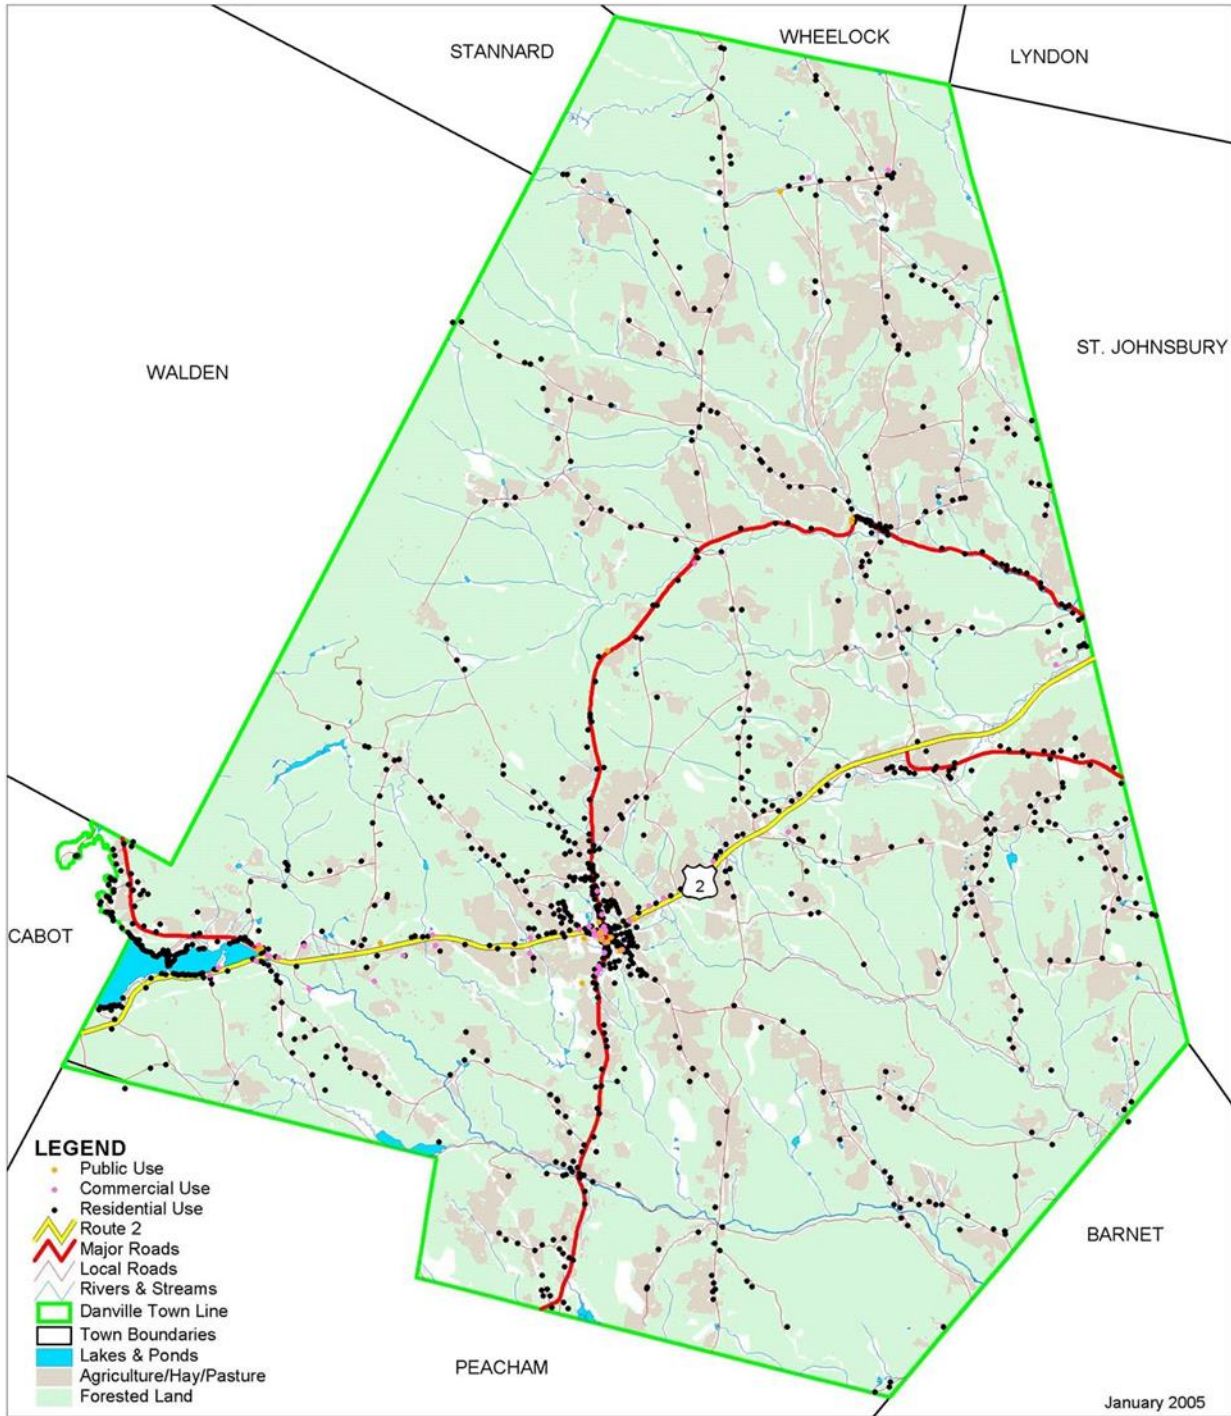 WHEELOCK
STANNARD
LYNDON
ST. JOHNSBURY
WALDEN
2
CABOT
LEGEND
Public Use
Commercial Use
Residential Use
Route 2
Major Roads
Local Roads
Rivers & Streams
Danville Town Line
Town Boundaries
Lakes & Ponds
Agriculture/Hay/Pasture
Forested Land
BARNET
PEACHAM
January 2005